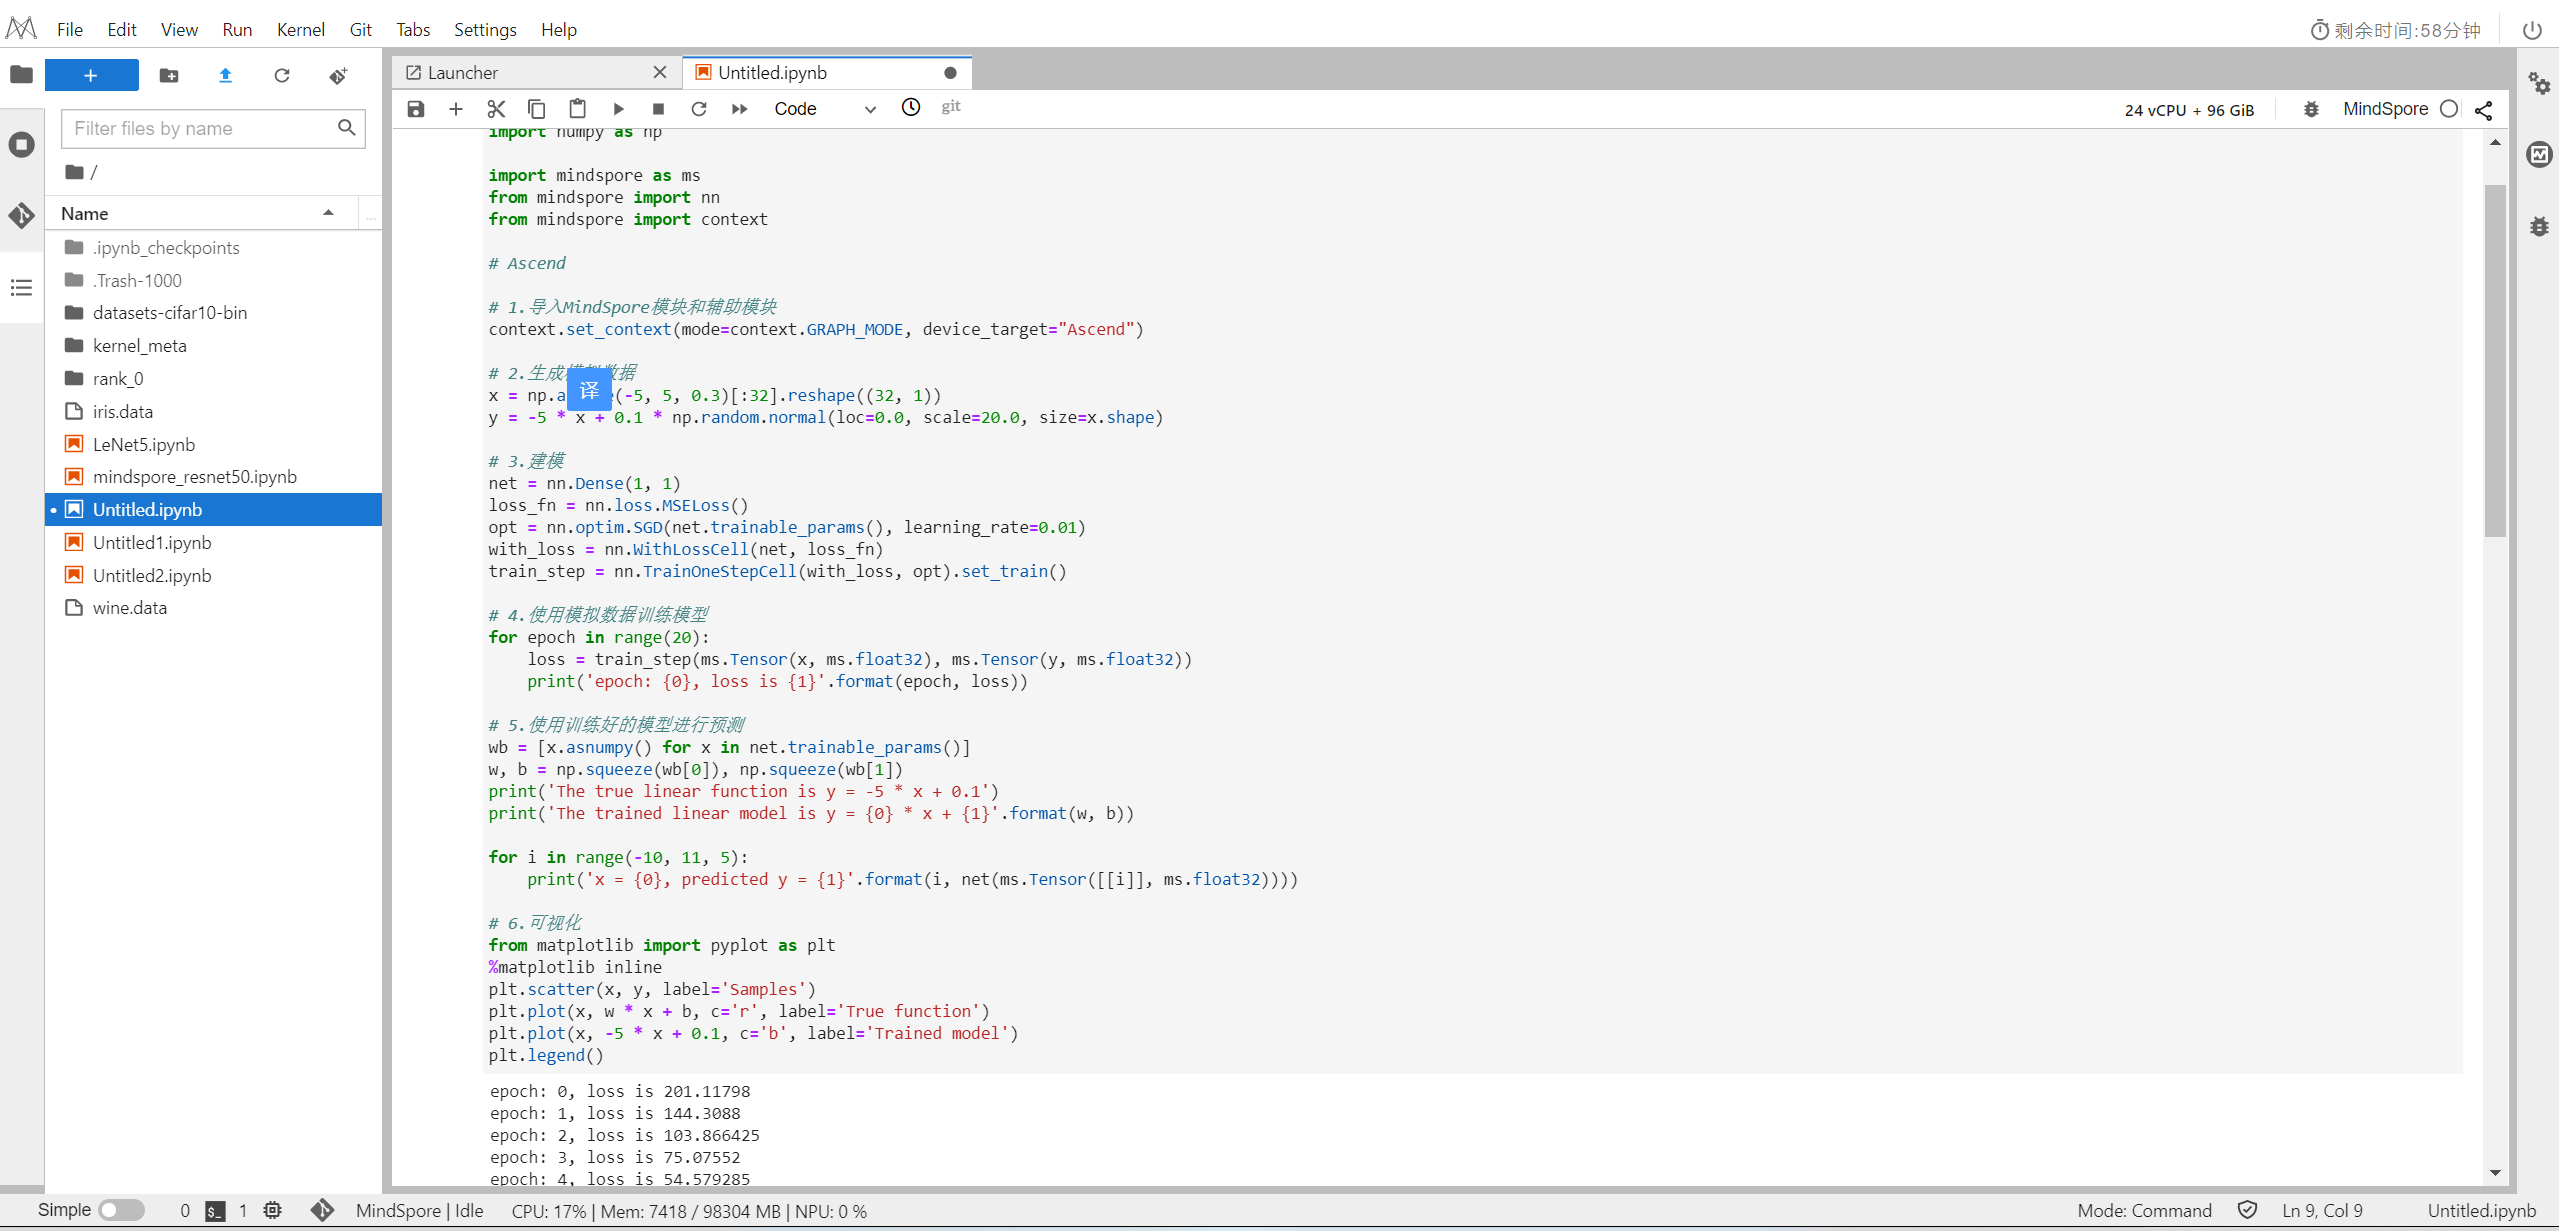 File Edit View Run Kernel Git Tabs Settings Help
剩余时间:58分钟
Launcher
Untitled.ipynb
Code
git
24 vCPU + 96 GiB
MindSpore
Filter files by name
/
Name
...
.ipynb_checkpoints
.Trash-1000
datasets-cifar10-bin
kernel_meta
rank_0
iris.data
LeNet5.ipynb
mindspore_resnet50.ipynb
Untitled.ipynb
Untitled1.ipynb
Untitled2.ipynb
wine.data
import numpy as np
import mindspore as ms
from mindspore import nn
from mindspore import context
# Ascend
# 1.导入MindSpore模块和辅助模块
context.set_context(mode=context.GRAPH_MODE, device_target="Ascend")
# 2.生成 数据
译
x = np.a e(-5, 5, 0.3)[:32].reshape((32, 1))
y = -5 * x + 0.1 * np.random.normal(loc=0.0, scale=20.0, size=x.shape)
# 3.建模
net = nn.Dense(1, 1)
loss_fn = nn.loss.MSELoss()
opt = nn.optim.SGD(net.trainable_params(), learning_rate=0.01)
with_loss = nn.WithLossCell(net, loss_fn)
train_step = nn.TrainOneStepCell(with_loss, opt).set_train()
# 4.使用模拟数据训练模型
for epoch in range(20):
    loss = train_step(ms.Tensor(x, ms.float32), ms.Tensor(y, ms.float32))
    print('epoch: {0}, loss is {1}'.format(epoch, loss))
# 5.使用训练好的模型进行预测
wb = [x.asnumpy() for x in net.trainable_params()]
w, b = np.squeeze(wb[0]), np.squeeze(wb[1])
print('The true linear function is y = -5 * x + 0.1')
print('The trained linear model is y = {0} * x + {1}'.format(w, b))
for i in range(-10, 11, 5):
    print('x = {0}, predicted y = {1}'.format(i, net(ms.Tensor([[i]], ms.float32))))
# 6.可视化
from matplotlib import pyplot as plt
%matplotlib inline
plt.scatter(x, y, label='Samples')
plt.plot(x, w * x + b, c='r', label='True function')
plt.plot(x, -5 * x + 0.1, c='b', label='Trained model')
plt.legend()
epoch: 0, loss is 201.11798
epoch: 1, loss is 144.3088
epoch: 2, loss is 103.866425
epoch: 3, loss is 75.07552
epoch: 4, loss is 54.579285
Simple
0 $_ 1
MindSpore | Idle
CPU: 17% | Mem: 7418 / 98304 MB | NPU: 0 %
Mode: Command
Ln 9, Col 9
Untitled.ipynb